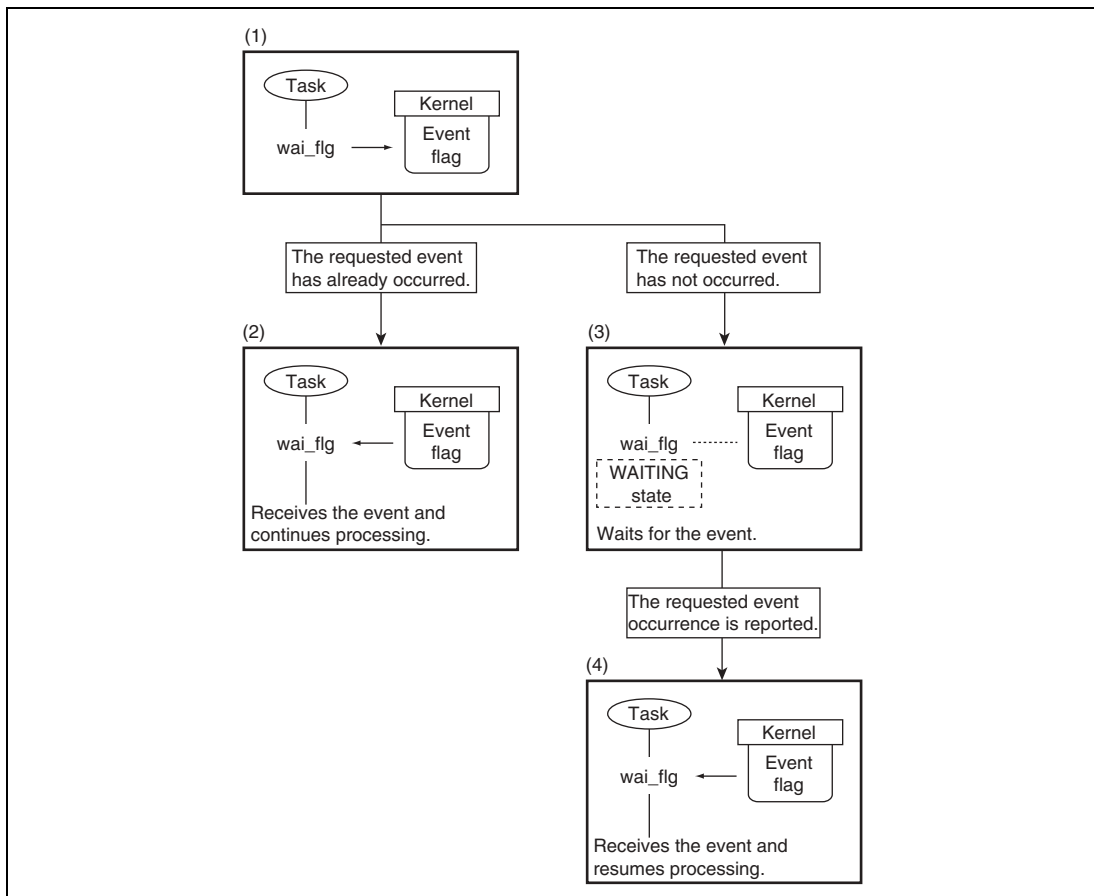 (1)
Task
Kernel
wai_flg
Event
flag
The requested event
has already occurred.
The requested event
has not occurred.
(2)
Task
Kernel
wai_flg
Event
flag
Receives the event and
continues processing.
(3)
Task
Kernel
wai_flg
Event
flag
WAITING
state
Waits for the event.
The requested event
occurrence is reported.
(4)
Task
Kernel
wai_flg
Event
flag
Receives the event and
resumes processing.